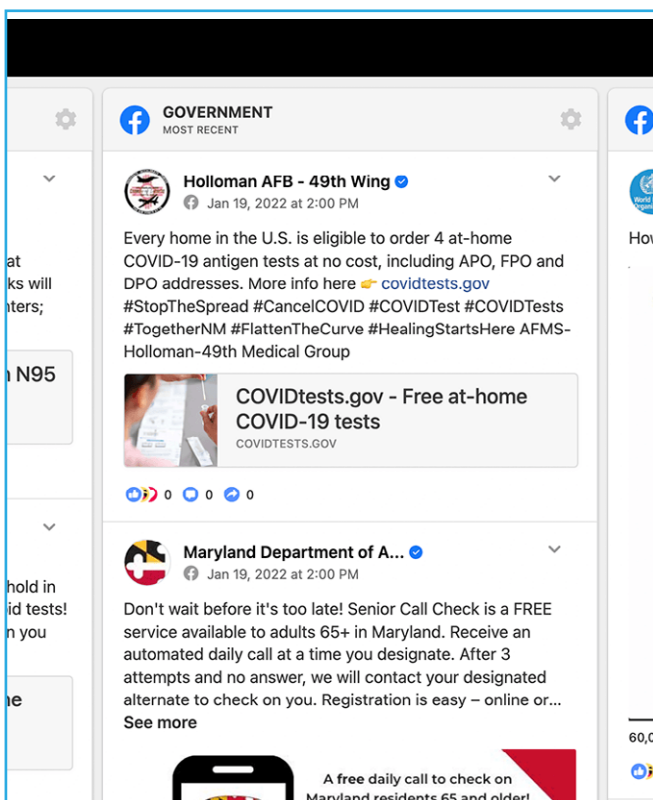 GOVERNMENT
MOST RECENT
Holloman AFB - 49th Wing
Jan 19, 2022 at 2:00 PM
Every home in the U.S. is eligible to order 4 at-home
COVID-19 antigen tests at no cost, including APO, FPO and
DPO addresses. More info here 👉 covidtests.gov
#StopTheSpread #CancelCOVID #COVIDTest #COVIDTests
#TogetherNM #FlattenTheCurve #HealingStartsHere AFMS-
Holloman-49th Medical Group
COVIDtests.gov - Free at-home
COVID-19 tests
COVIDTESTS.GOV
0 0 0
Maryland Department of A...
Jan 19, 2022 at 2:00 PM
Don't wait before it's too late! Senior Call Check is a FREE
service available to adults 65+ in Maryland. Receive an
automated daily call at a time you designate. After 3
attempts and no answer, we will contact your designated
alternate to check on you. Registration is easy – online or...
See more
A free daily call to check on
Maryland residents 65 and older!
at
ks will
N95
hold in
id tests!
you
World